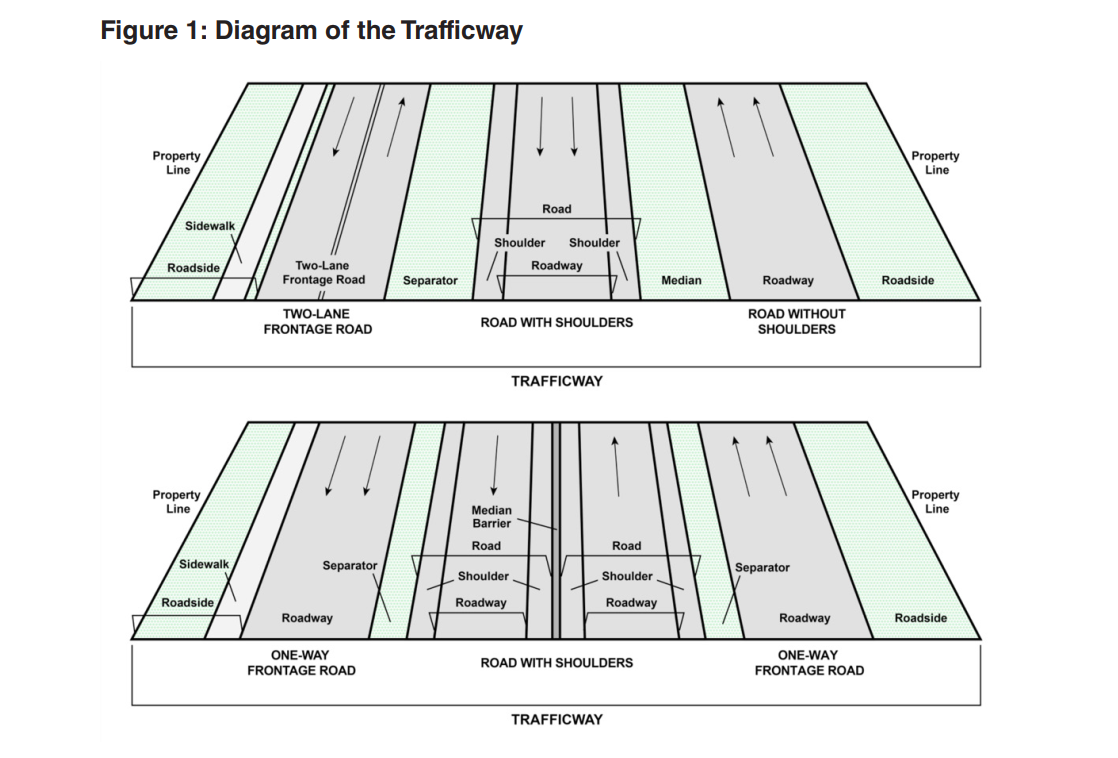 Figure 1: Diagram of the Trafficway
Property
Line
Property
Line
Sidewalk
Road
Shoulder
Shoulder
Roadside
Two-Lane
Frontage Road
Separator
Roadway
Median
Roadway
Roadside
TWO-LANE
FRONTAGE ROAD
ROAD WITH SHOULDERS
ROAD WITHOUT
SHOULDERS
TRAFFICWAY
Property
Line
Property
Line
Median
Barrier
Road
Road
Sidewalk
Separator
Shoulder
Shoulder
Separator
Roadside
Roadway
Roadway
Roadway
Roadway
Roadside
ONE-WAY
FRONTAGE ROAD
ROAD WITH SHOULDERS
ONE-WAY
FRONTAGE ROAD
TRAFFICWAY